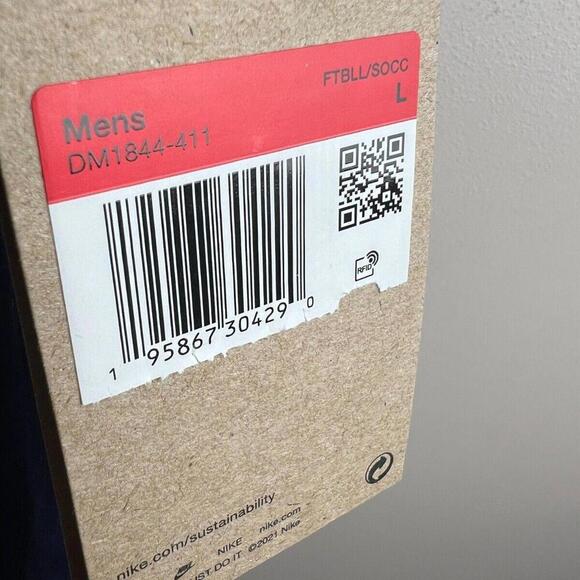 FTBLL/SOCC
Mens
L
DM1844-411
RFID
1 95867 30429 0
nike.com/sustainability
NIKE nike.com
JUST DO IT ©2021 Nike